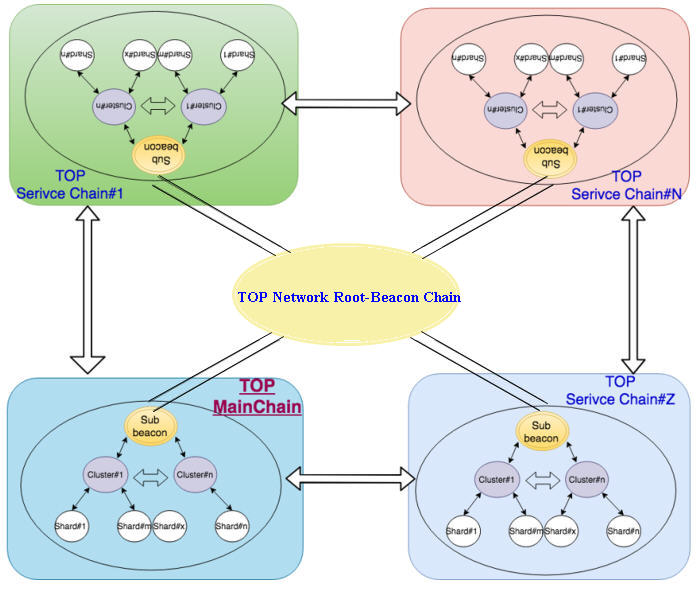 Shard#n
Shard#x
Shard#m
Shard#1
Cluster#n
Cluster#1
Sub
beacon
TOP
Serivce Chain#1
Shard#n
Shard#x
Shard#m
Shard#1
Cluster#n
Cluster#1
Sub
beacon
TOP
Serivce Chain#N
TOP Network Root-Beacon Chain
TOP
MainChain
Sub
beacon
Cluster#1
Cluster#n
Shard#1
Shard#m
Shard#x
Shard#n
TOP
Serivce Chain#Z
Sub
beacon
Cluster#1
Cluster#n
Shard#1
Shard#m
Shard#x
Shard#n